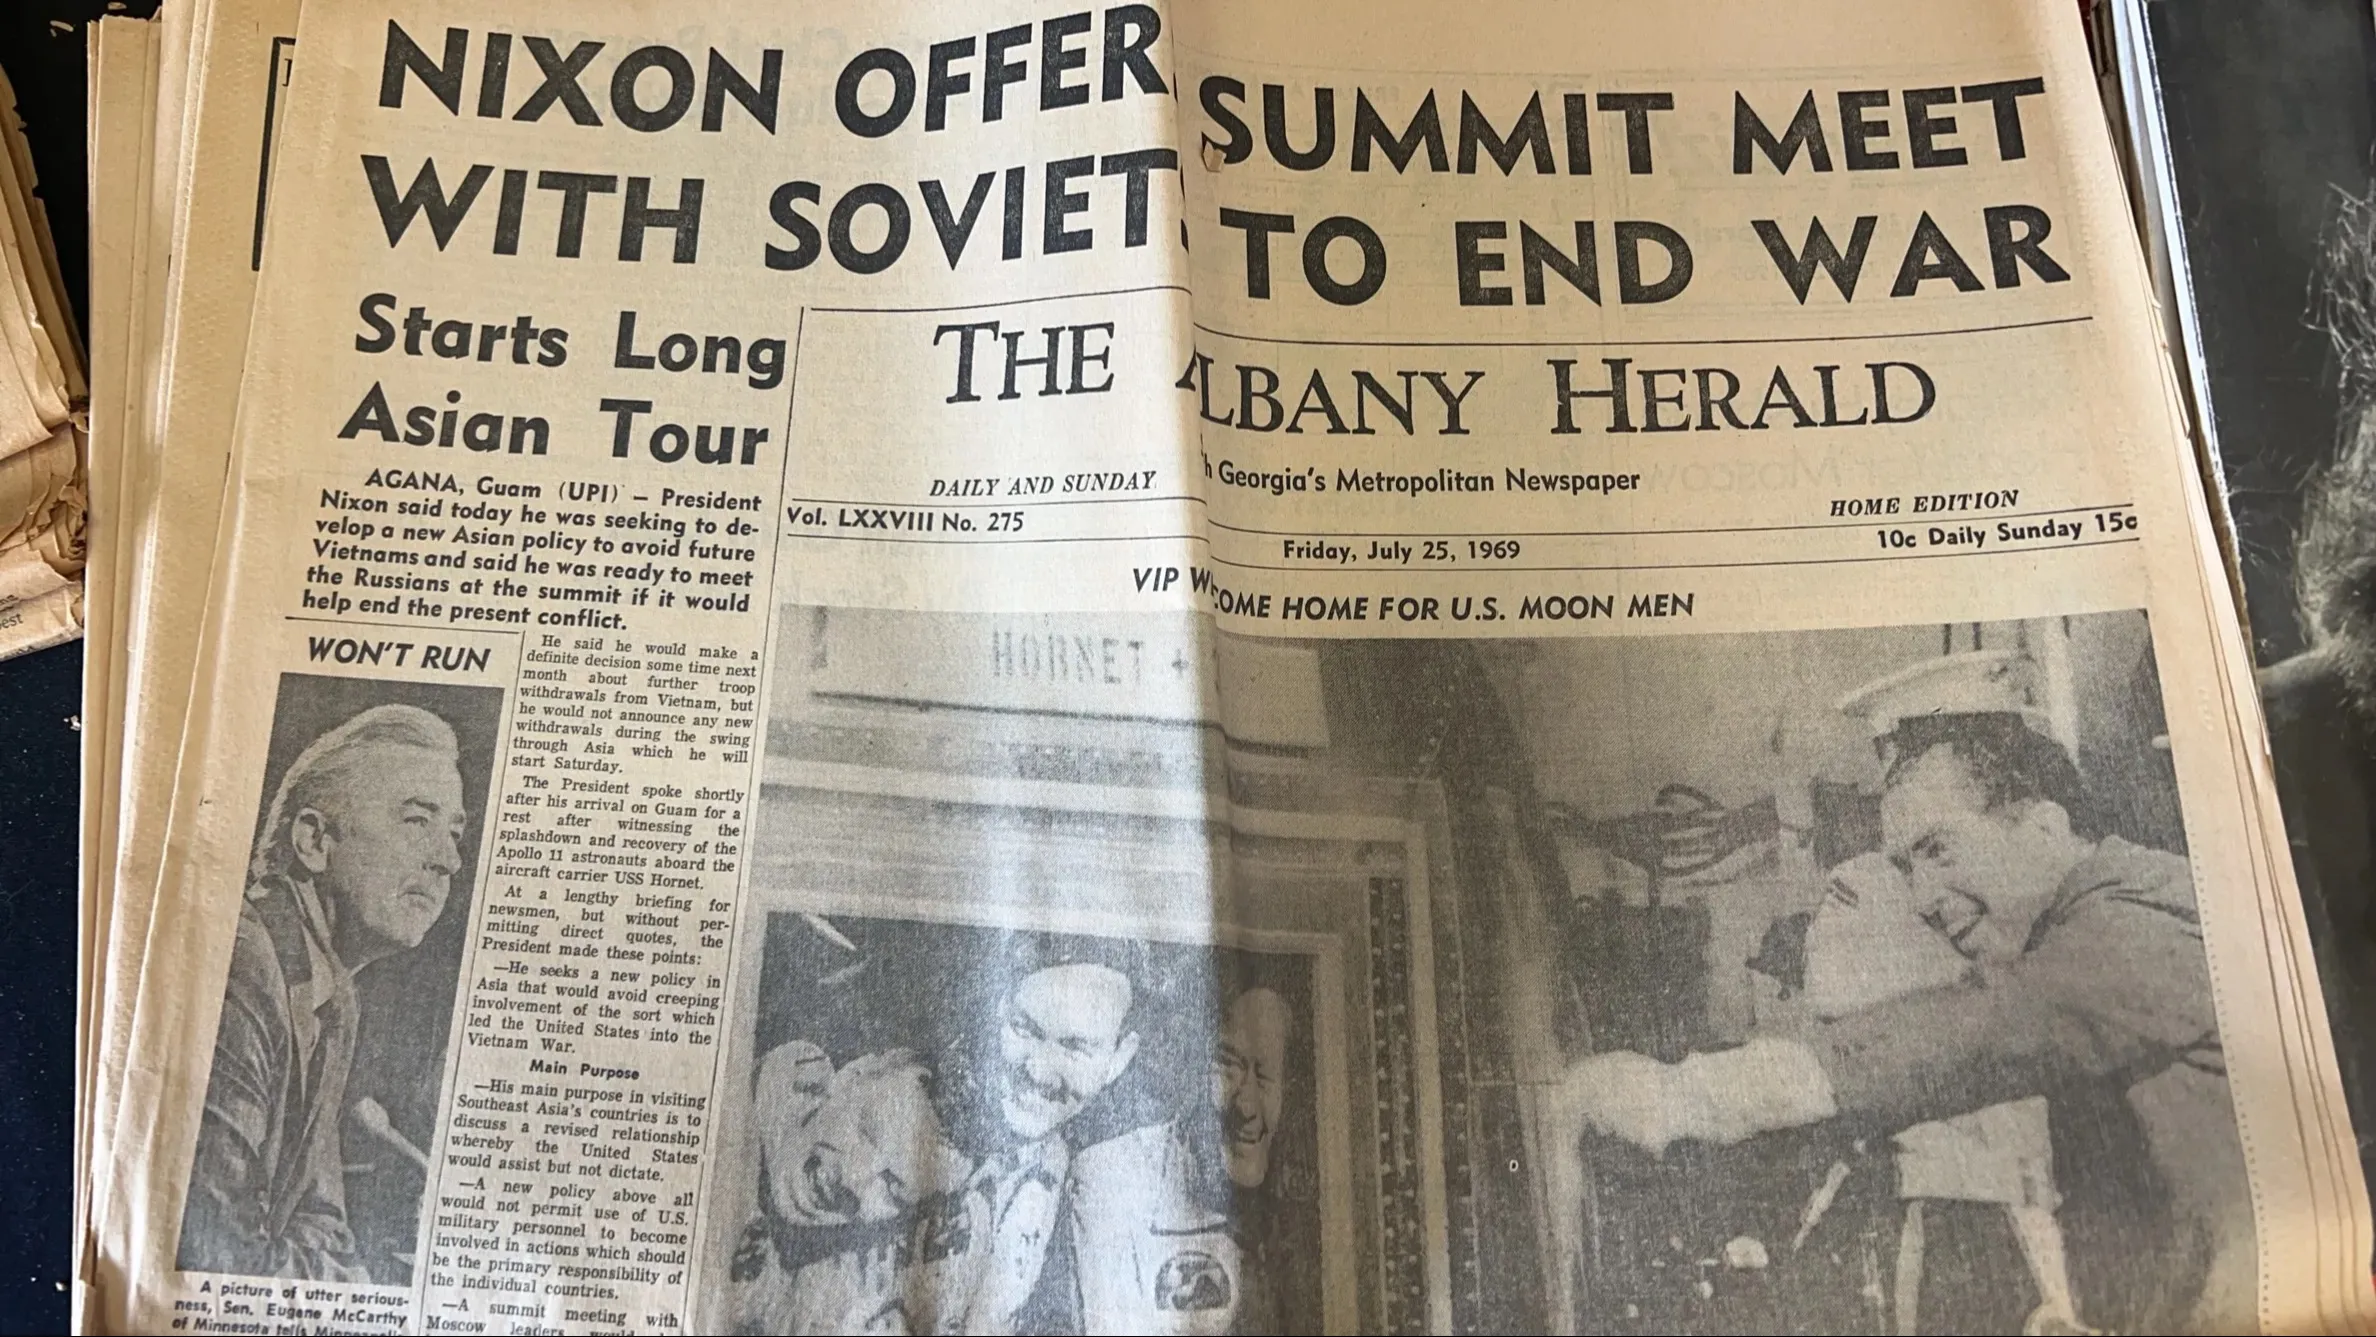 NIXON OFFER SUMMIT MEET
WITH SOVIET TO END WAR
Starts Long
Asian Tour
AGANA, Guam (UPI) — President
Nixon said today he was seeking to de-
velop a new Asian policy to avoid future
Vietnams and said he was ready to meet
the Russians at the summit if it would
help end the present conflict.
WON'T RUN
A picture of utter serious-
ness, Sen. Eugene McCarthy
of Minnesota tells
He said he would make a
definite decision some time next
month about further troop
withdrawals from Vietnam, but
he would not announce any new
withdrawals during the swing
through Asia which he will
start Saturday.
The President spoke shortly
after his arrival on Guam for a
rest after witnessing the
splashdown and recovery of the
Apollo 11 astronauts aboard the
aircraft carrier USS Hornet.
At a lengthy briefing for
newsmen, but without per-
mitting direct quotes, the
President made these points:
—He seeks a new policy in
Asia that would avoid creeping
involvement of the sort which
led the United States into the
Vietnam War.
Main Purpose
—His main purpose in visiting
Southeast Asia's countries is to
discuss a revised relationship
whereby the United States
would assist but not dictate.
—A new policy above all
would not permit use of U.S.
military personnel to become
involved in actions which should
be the primary responsibility of
the individual countries.
—A summit meeting with
Moscow leaders
THE ALBANY HERALD
DAILY AND SUNDAY
h Georgia's Metropolitan Newspaper
HOME EDITION
Vol. LXXVIII No. 275
Friday, July 25, 1969
10c Daily Sunday 15c
VIP W COME HOME FOR U.S. MOON MEN
HORNET +